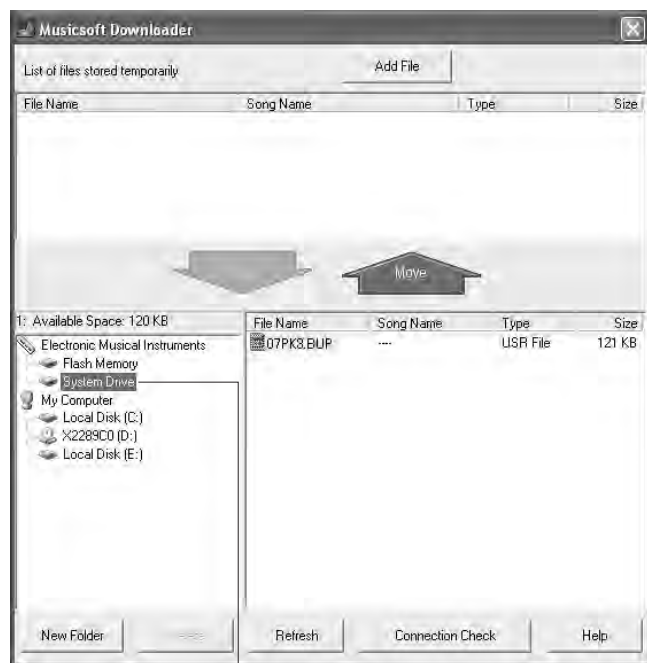 Musicsoft Downloader
List of files stored temporarily
Add File
File Name Song Name Type Size
Move
1: Available Space: 120 KB
Electronic Musical Instruments
Flash Memory
System Drive
My Computer
Local Disk (C:)
X2289C0 (D:)
Local Disk (E:)
File Name Song Name Type Size
07PK8.BUP ---- USR File 121 KB
New Folder
Refresh
Connection Check
Help